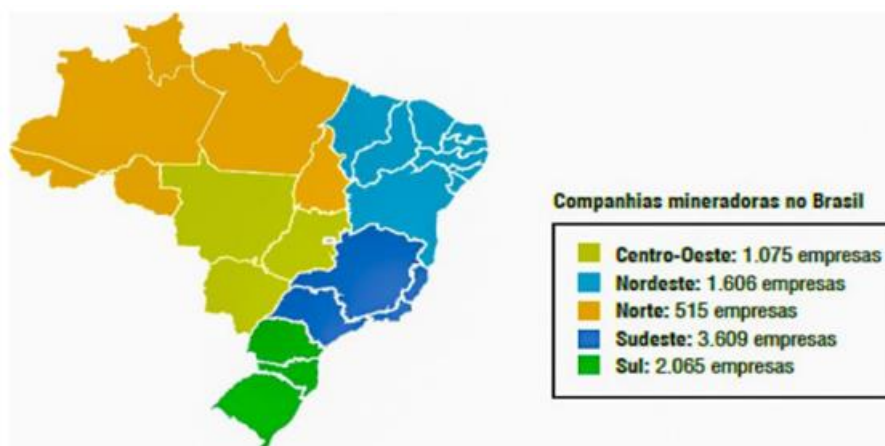 Companhias mineradoras no Brasil
Centro-Oeste: 1.075 empresas
Nordeste: 1.606 empresas
Norte: 515 empresas
Sudeste: 3.609 empresas
Sul: 2.065 empresas